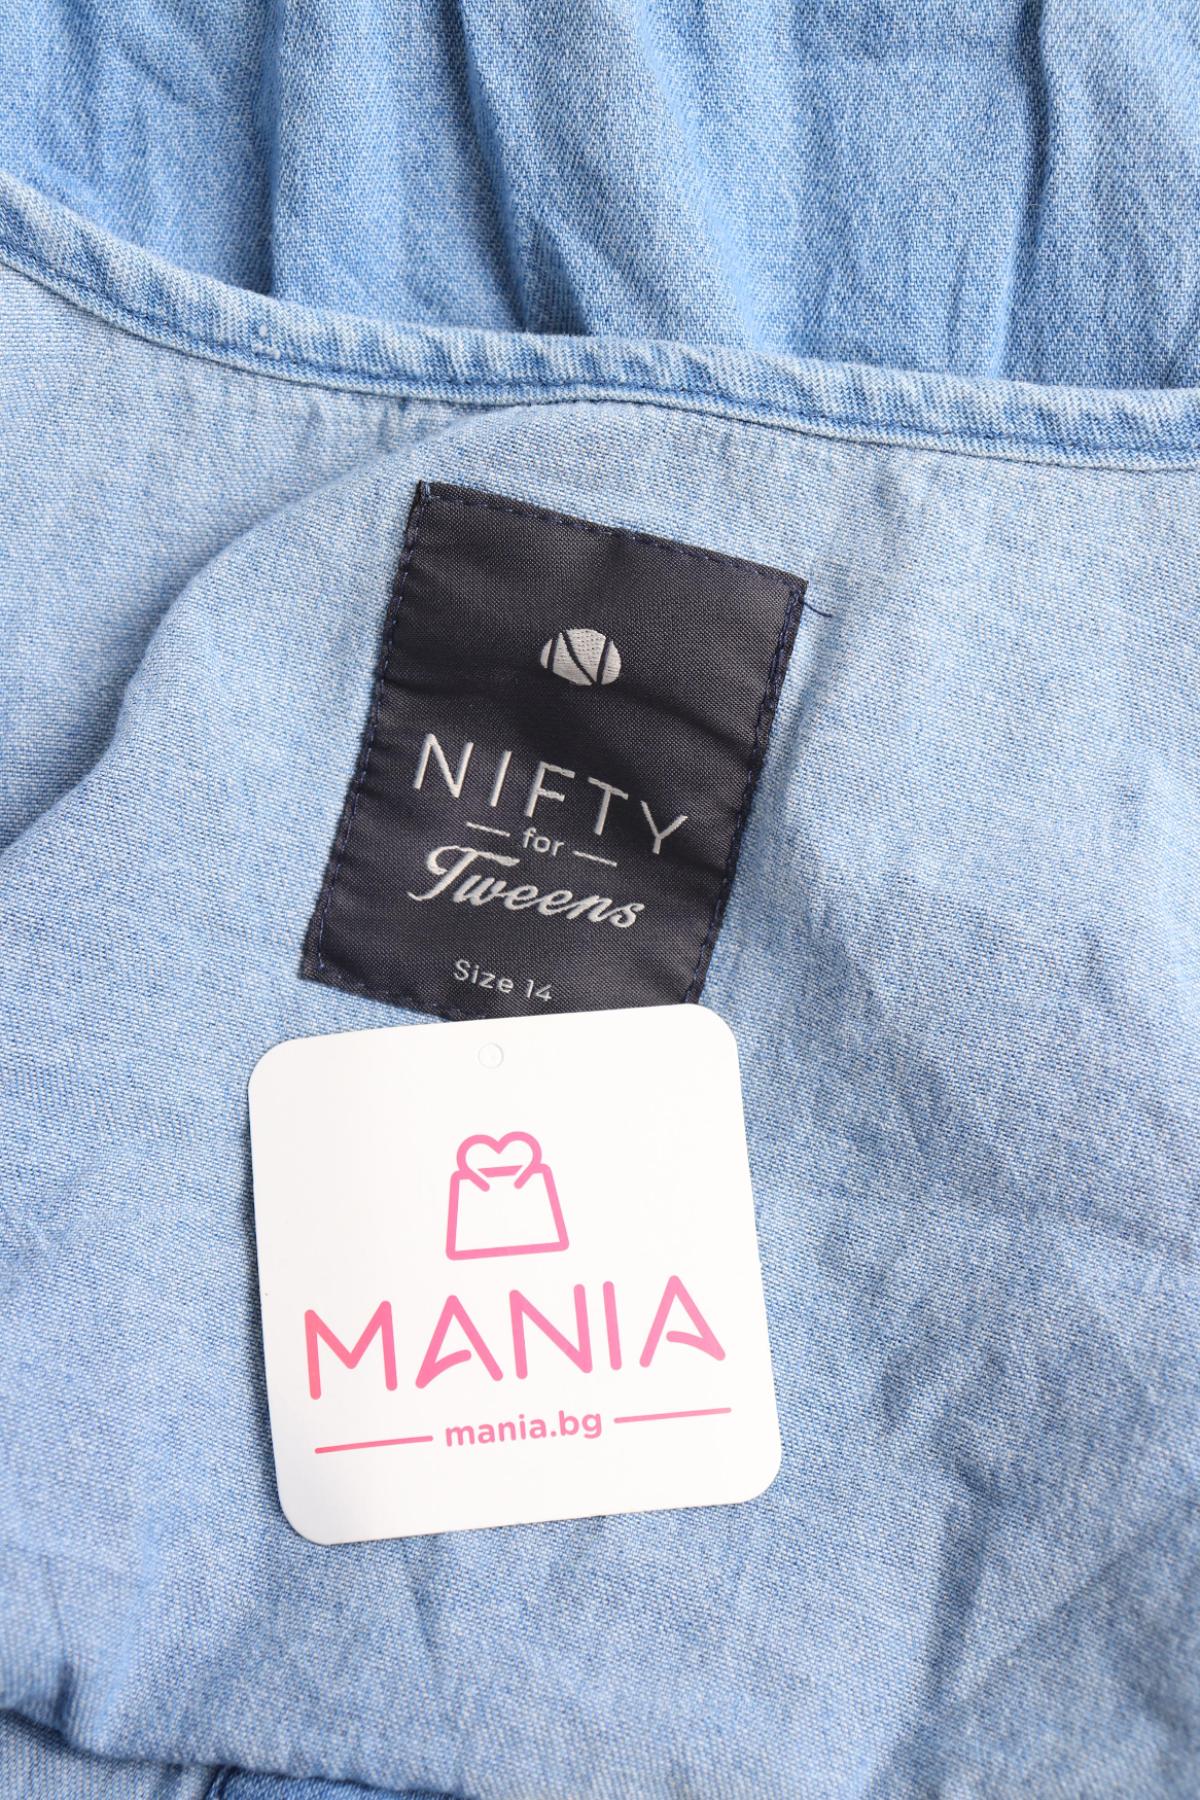 NIFTY
for
Tweens
Size 14
MANIA
mania.bg